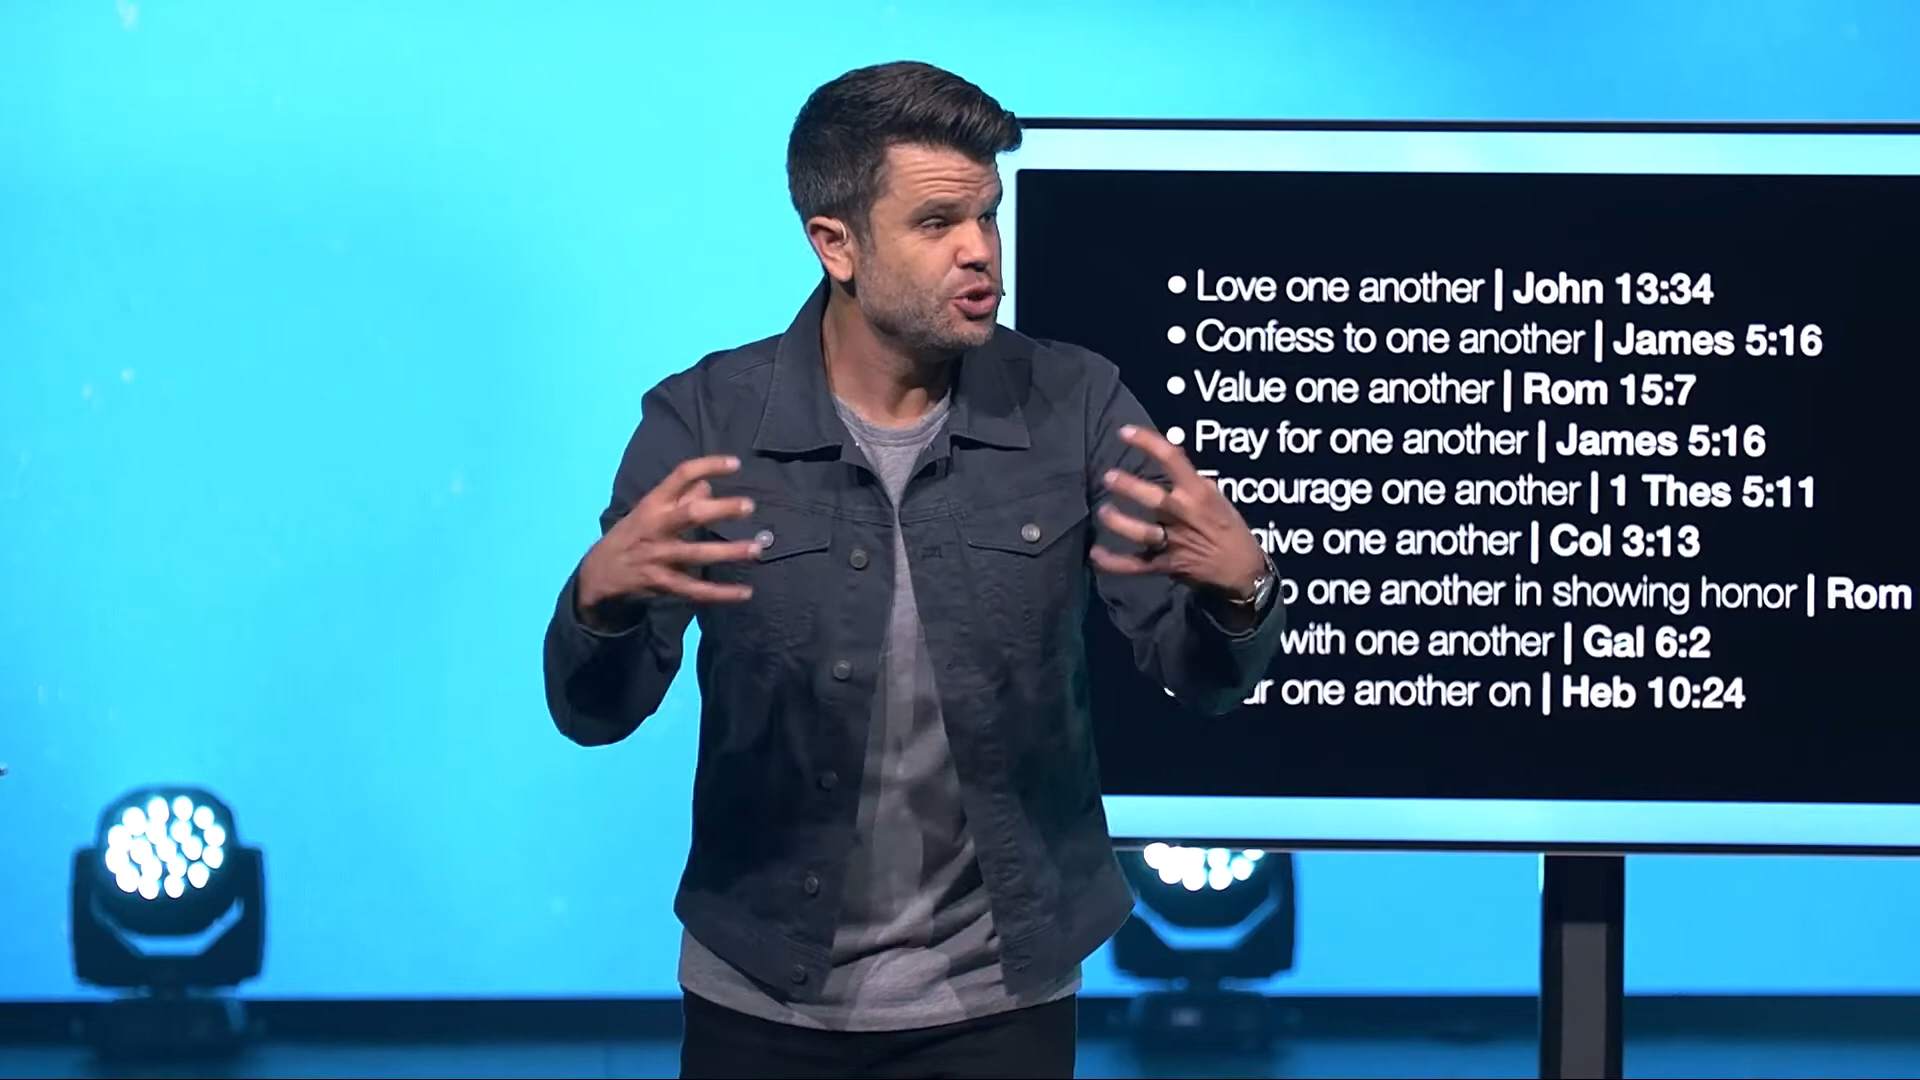 • Love one another | John 13:34
• Confess to one another | James 5:16
• Value one another | Rom 15:7
• Pray for one another | James 5:16
Encourage one another | 1 Thes 5:11
give one another | Col 3:13
one another in showing honor | Rom
with one another | Gal 6:2
one another on | Heb 10:24